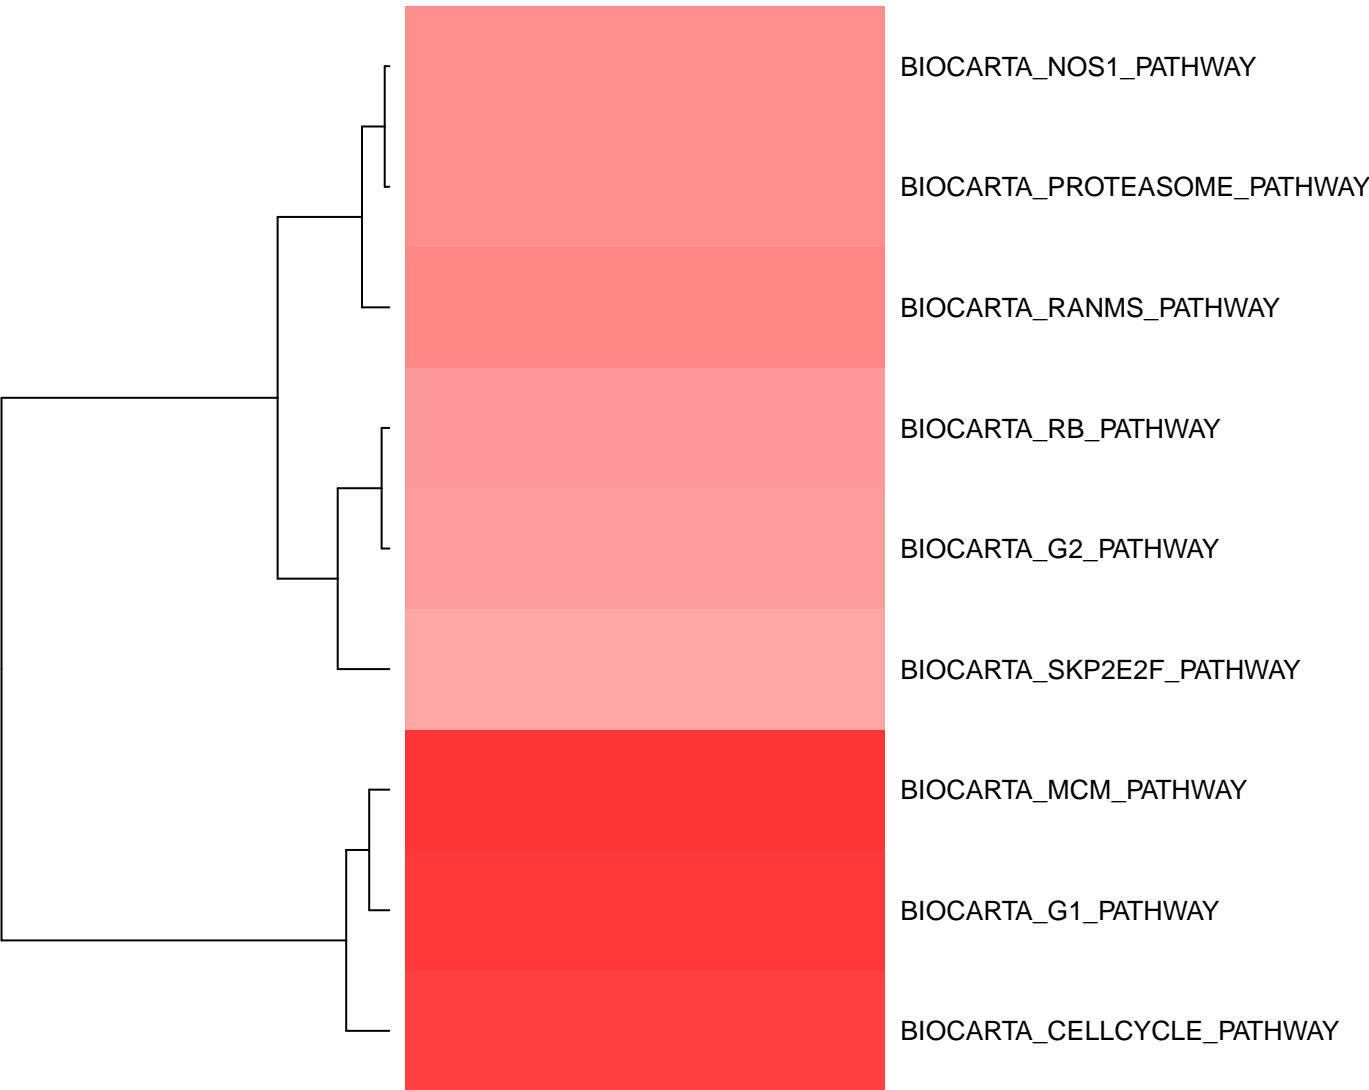 BIOCARTA_NOS1_PATHWAY
BIOCARTA_PROTEASOME_PATHWAY
BIOCARTA_RANMS_PATHWAY
BIOCARTA_RB_PATHWAY
BIOCARTA_G2_PATHWAY
BIOCARTA_SKP2E2F_PATHWAY
BIOCARTA_MCM_PATHWAY
BIOCARTA_G1_PATHWAY
BIOCARTA_CELLCYCLE_PATHWAY